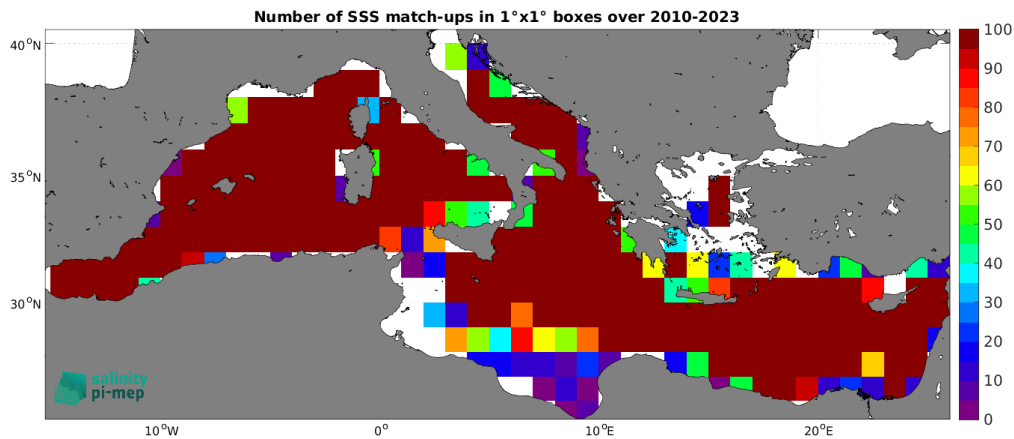 Number of SSS match-ups in 1°x1° boxes over 2010-2023
40°N
35°N
30°N
10°W
0°
10°E
20°E
100
90
80
70
60
50
40
30
20
10
0
salinity
pi-mep